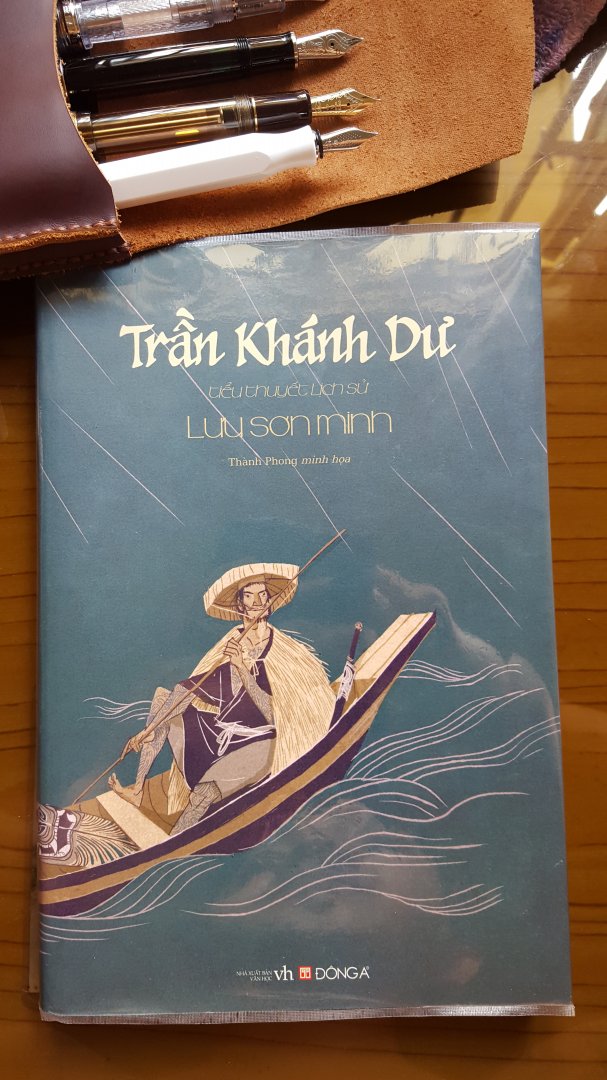 Trần Khánh Dư
tiểu thuyết lịch sử
Lưu sơn minh
Thành Phong minh họa
NHÀ XUẤT BẢN
VĂN HỌC
vh
ĐÔNG A